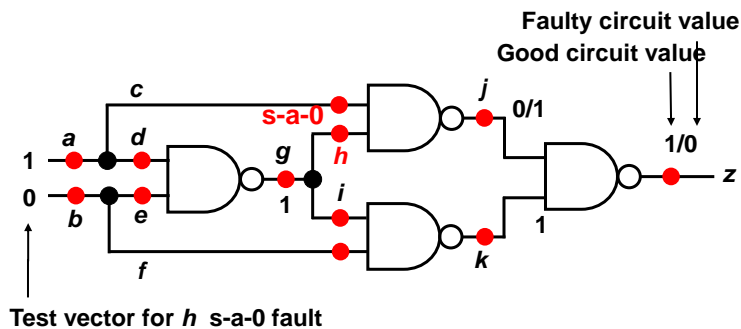 Faulty circuit value
Good circuit value
c
j
s-a-0
0/1
a
d
h
1/0
g
1
z
0
i
b
e
1
1
f
k
Test vector for h s-a-0 fault